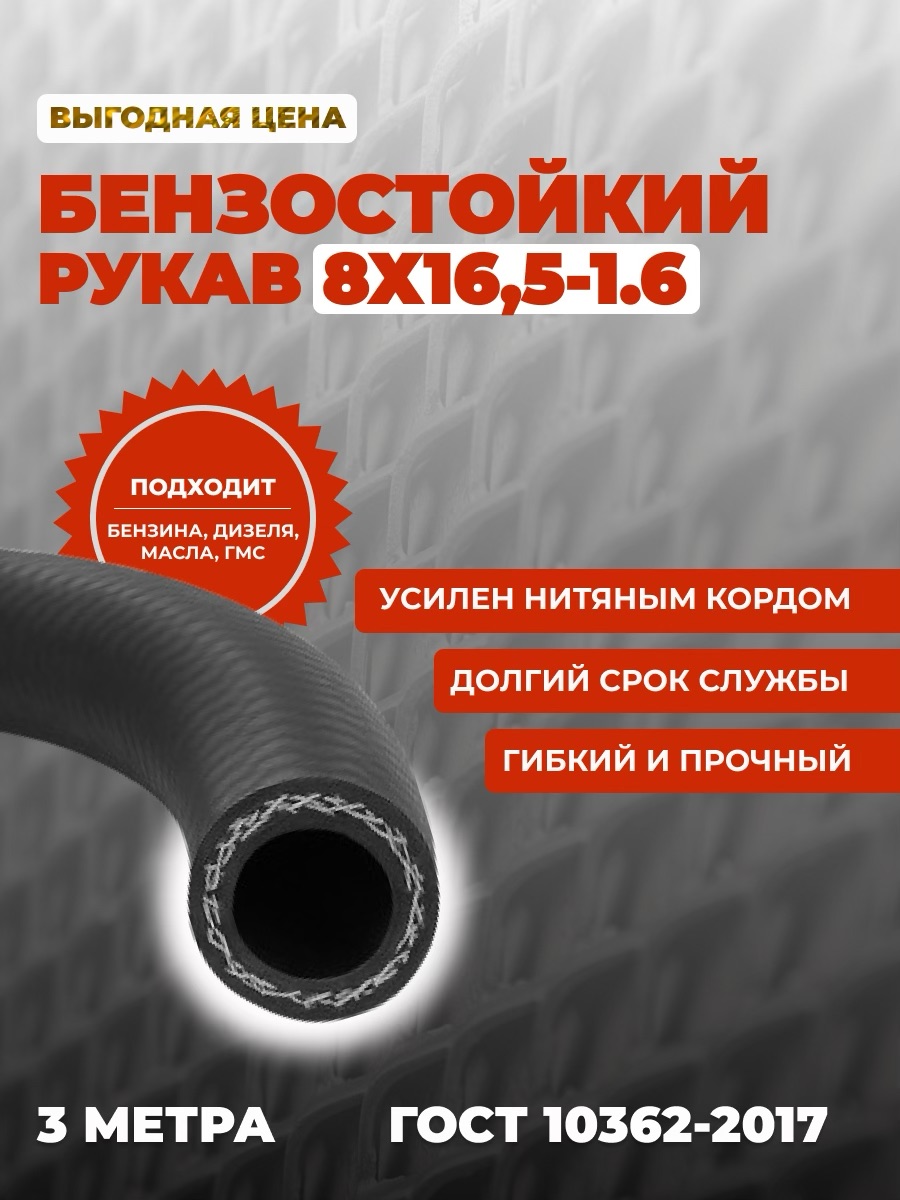 ВЫГОДНАЯ ЦЕНА
БЕНЗОСТОЙКИЙ
РУКАВ 8Х16,5-1.6
ПОДХОДИТ
БЕНЗИНА, ДИЗЕЛЯ,
МАСЛА, ГМС
УСИЛЕН НИТЯНЫМ КОРДОМ
ДОЛГИЙ СРОК СЛУЖБЫ
ГИБКИЙ И ПРОЧНЫЙ
3 МЕТРА ГОСТ 10362-2017